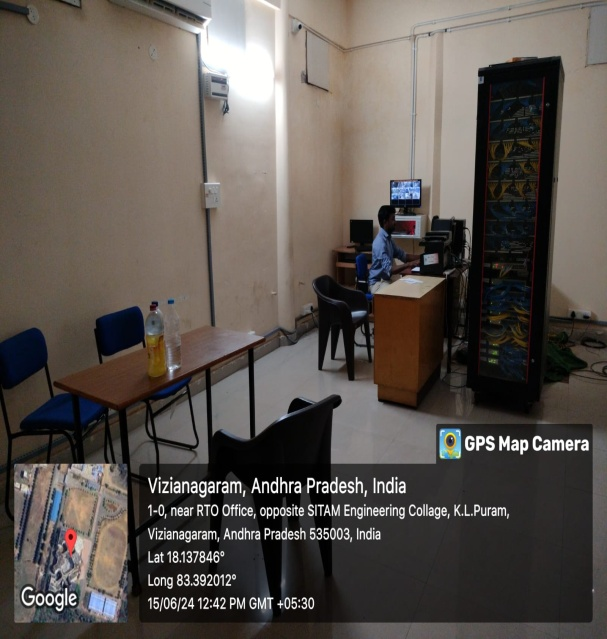 GPS Map Camera
Vizianagaram, Andhra Pradesh, India
1-0, near RTO Office, opposite SITAM Engineering Collage, K.L.Puram,
Vizianagaram, Andhra Pradesh 535003, India
Lat 18.137846°
Long 83.392012°
15/06/24 12:42 PM GMT +05:30
Google